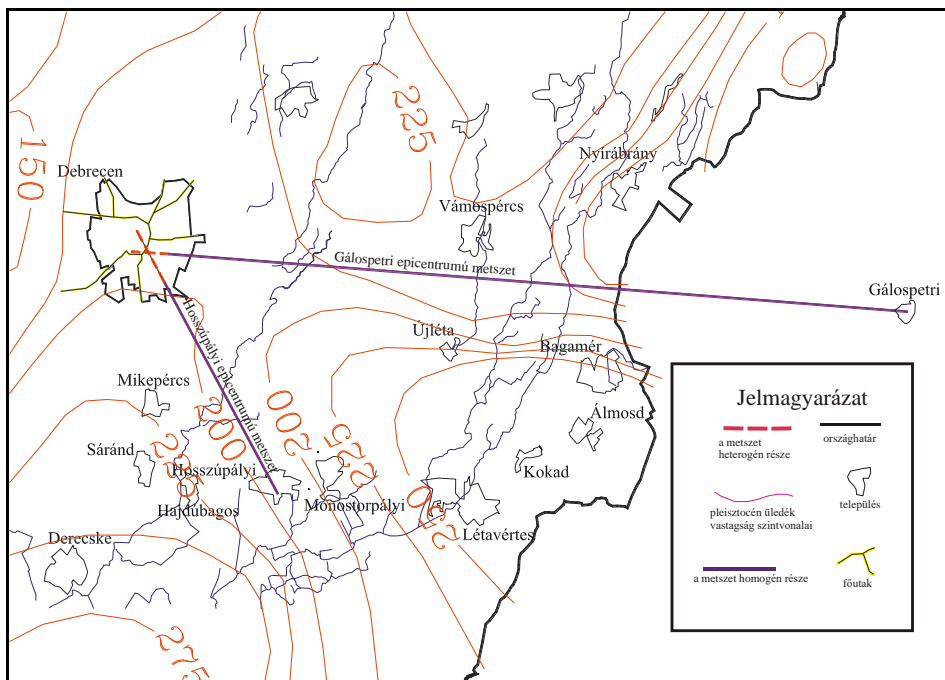 225
150
Debrecen
Nyírábrány
Vámospércs
Gálospetri epicentrumú metszet
Gálospetri
Hosszúpályi epicentrumú metszet
Újléta
Bagamér
Mikepércs
200
200
Álmosd
Sáránd
225
225
Hosszúpályi
Kokad
Hajdúbagos
Monostorpályi
250
Létavértes
Derecske
275
Jelmagyarázat
a metszet
heterogén része
országhatár
pleisztocén üledék
vastagság szintvonalai
település
a metszet homogén része
főutak